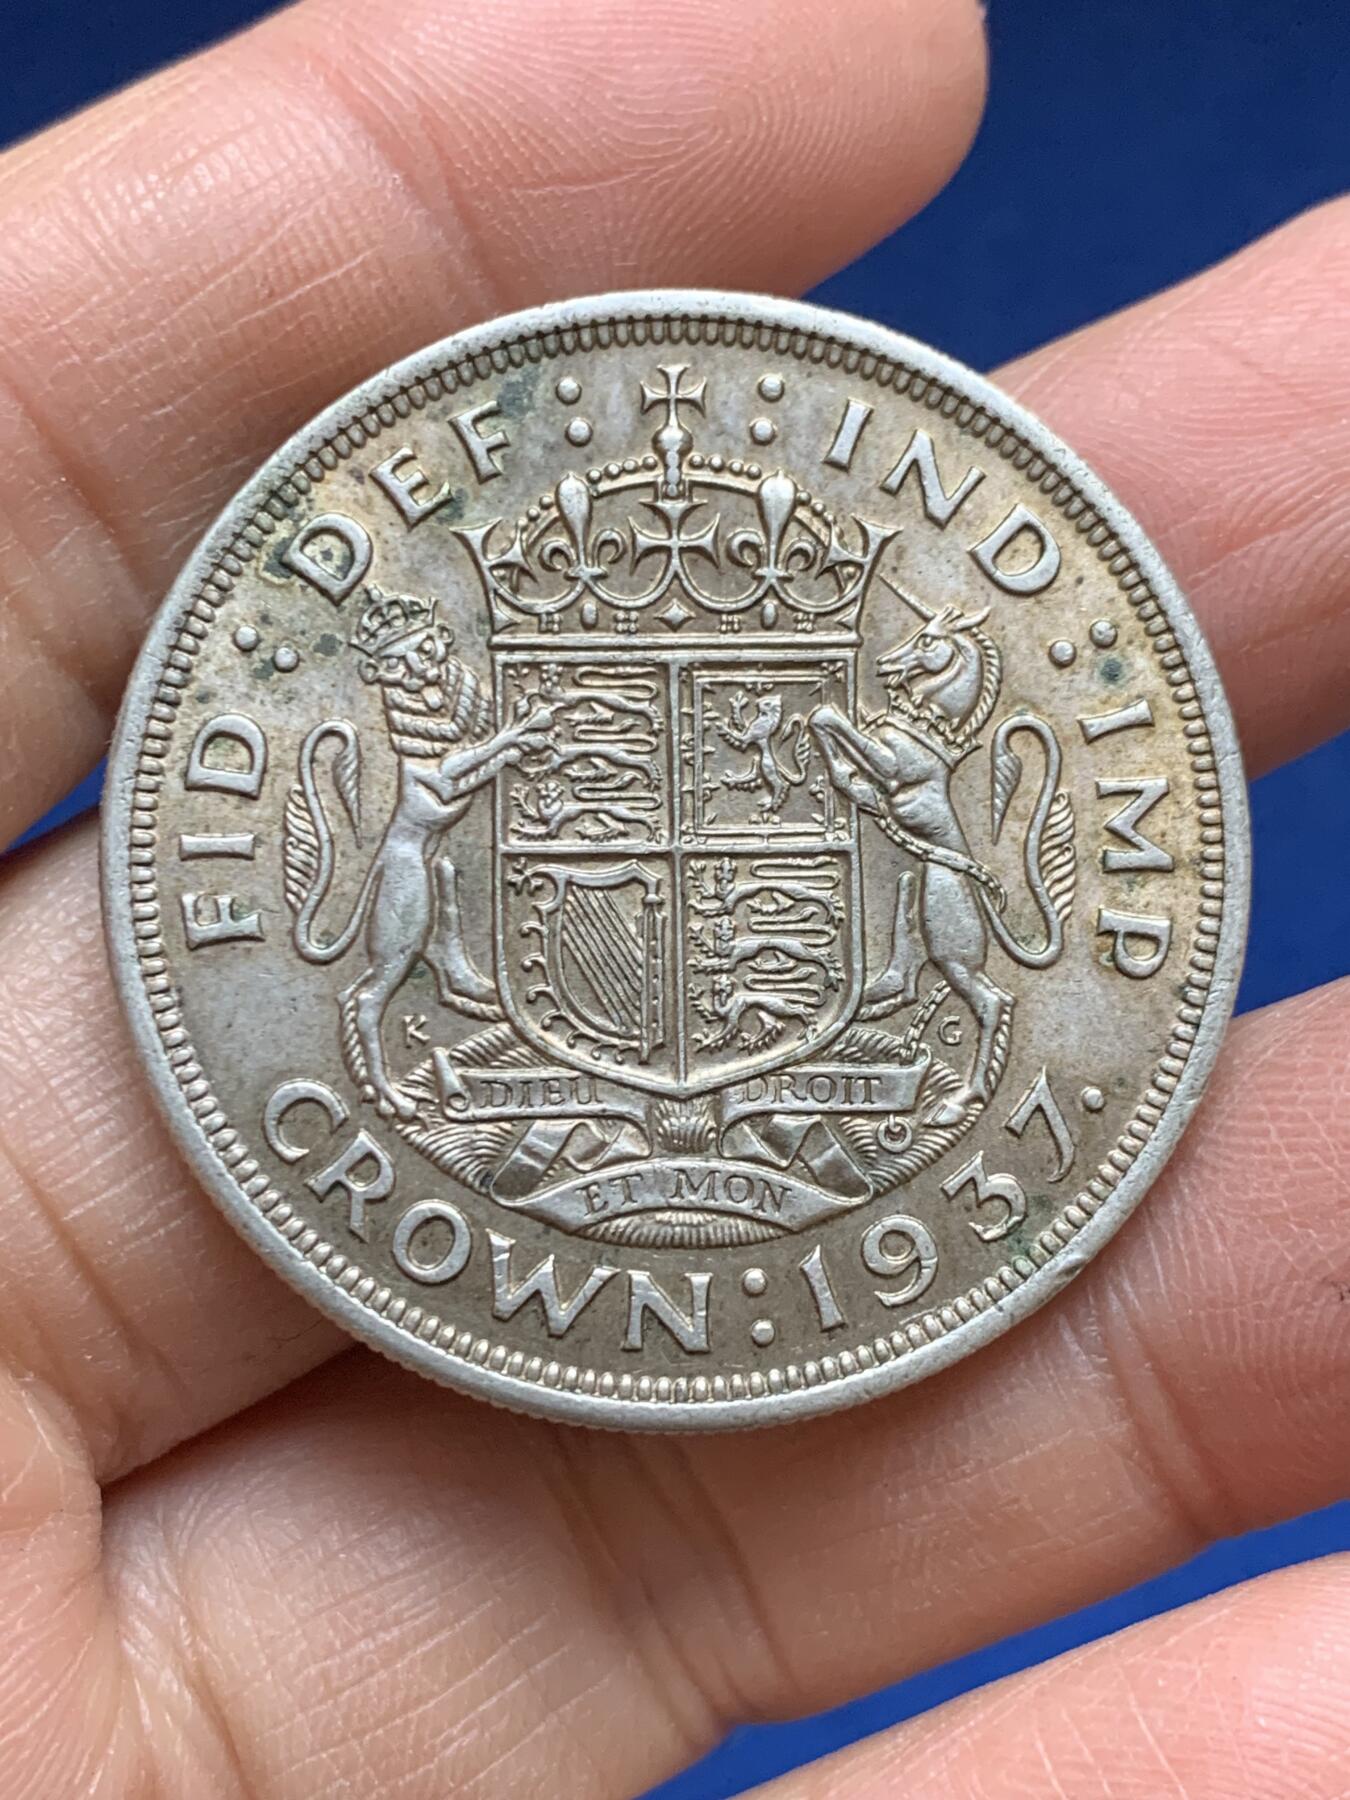 FID : DEF : IND : IMP
CROWN : 1937.
K G
DIEU DROIT
ET MON